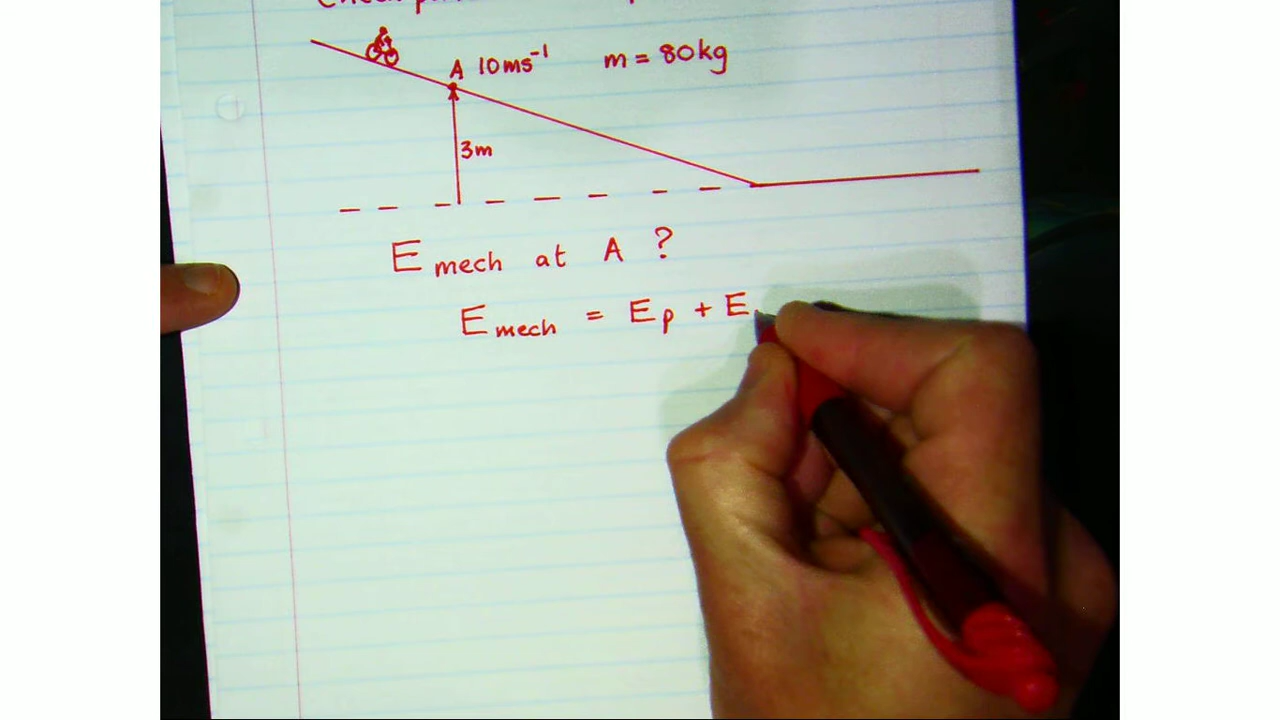 A 10ms⁻¹ m = 80kg
3m
E mech at A ?
E mech = Ep + E